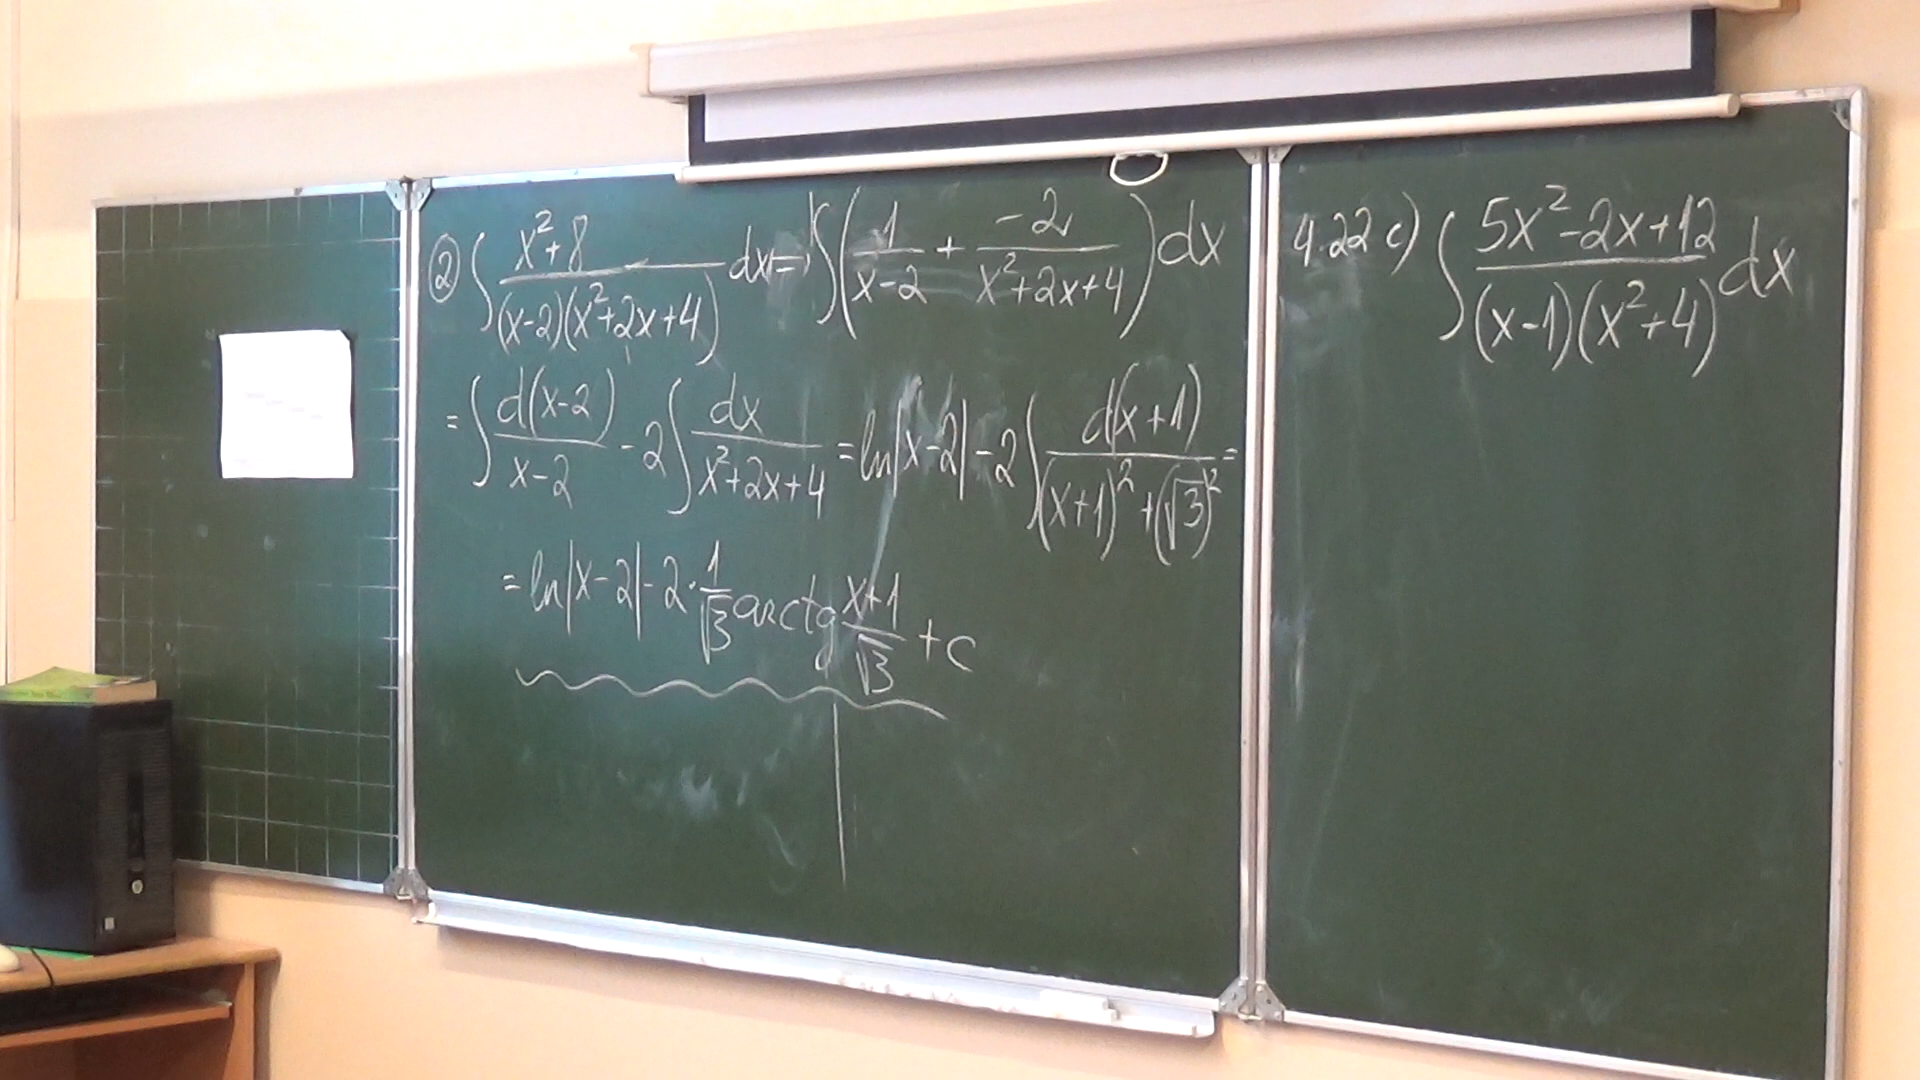 ② ∫ (x²+8)/((x-2)(x²+2x+4)) dx = ∫(1/(x-2) + (-2)/(x²+2x+4))dx
= ∫ d(x-2)/(x-2) - 2∫ dx/(x²+2x+4) = ln|x-2| - 2∫ d(x+1)/((x+1)²+(√3)²) =
= ln|x-2| - 2·1/√3 arctg (x+1)/√3 + c
4.22 c) ∫ (5x²-2x+12)/((x-1)(x²+4)) dx